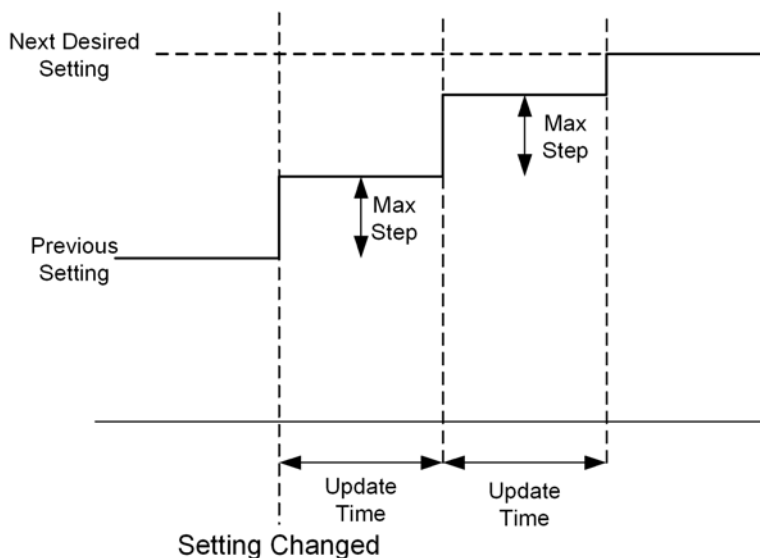 Next Desired
Setting
Max
Step
Max
Step
Previous
Setting
Update
Time
Update
Time
Setting Changed